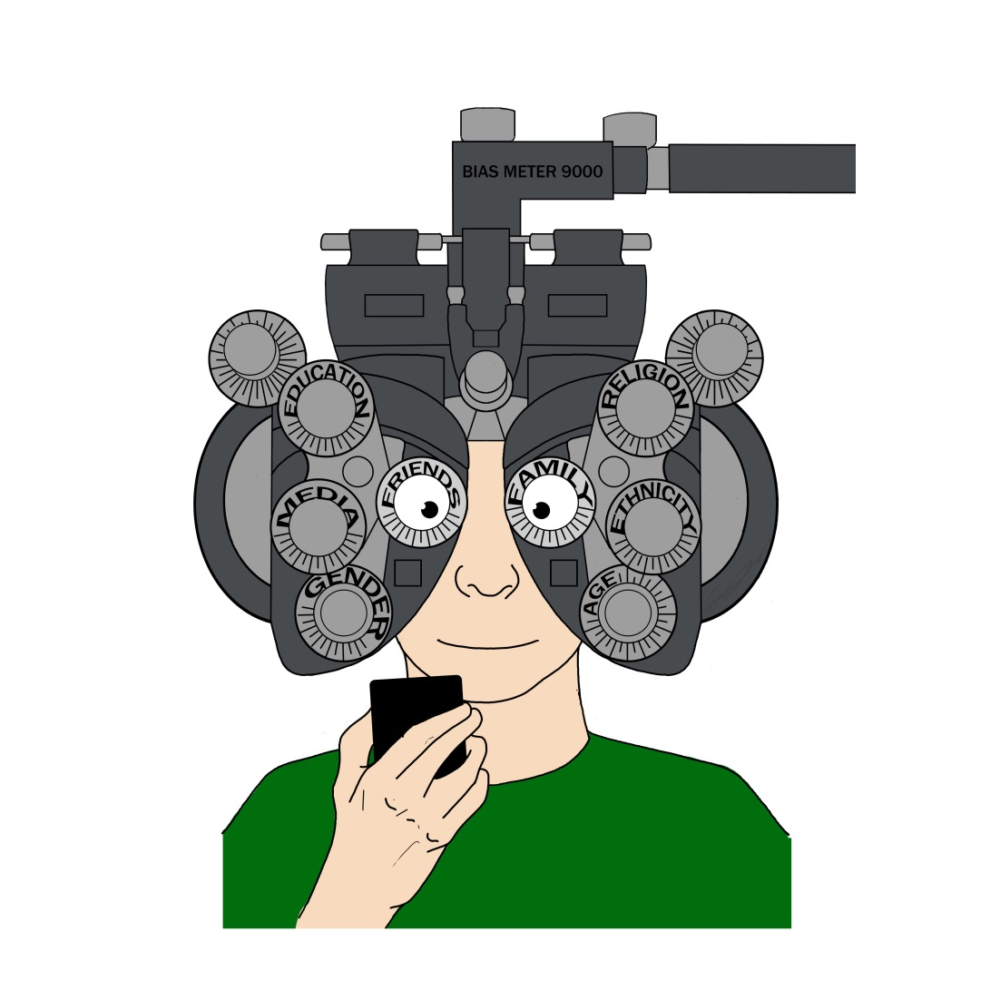 BIAS METER 9000
EDUCATION
RELIGION
FRIENDS
FAMILY
MEDIA
ETHNICITY
GENDER
AGE